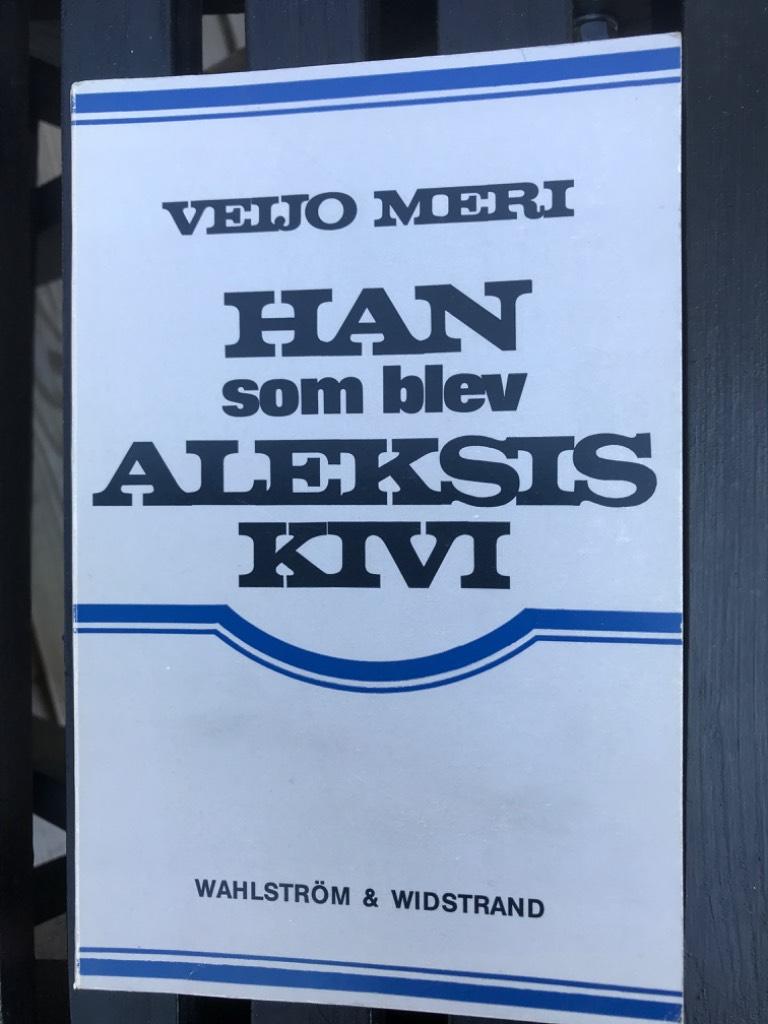 VEIJO MERI
HAN
som blev
ALEKSIS
KIVI
WAHLSTRÖM & WIDSTRAND